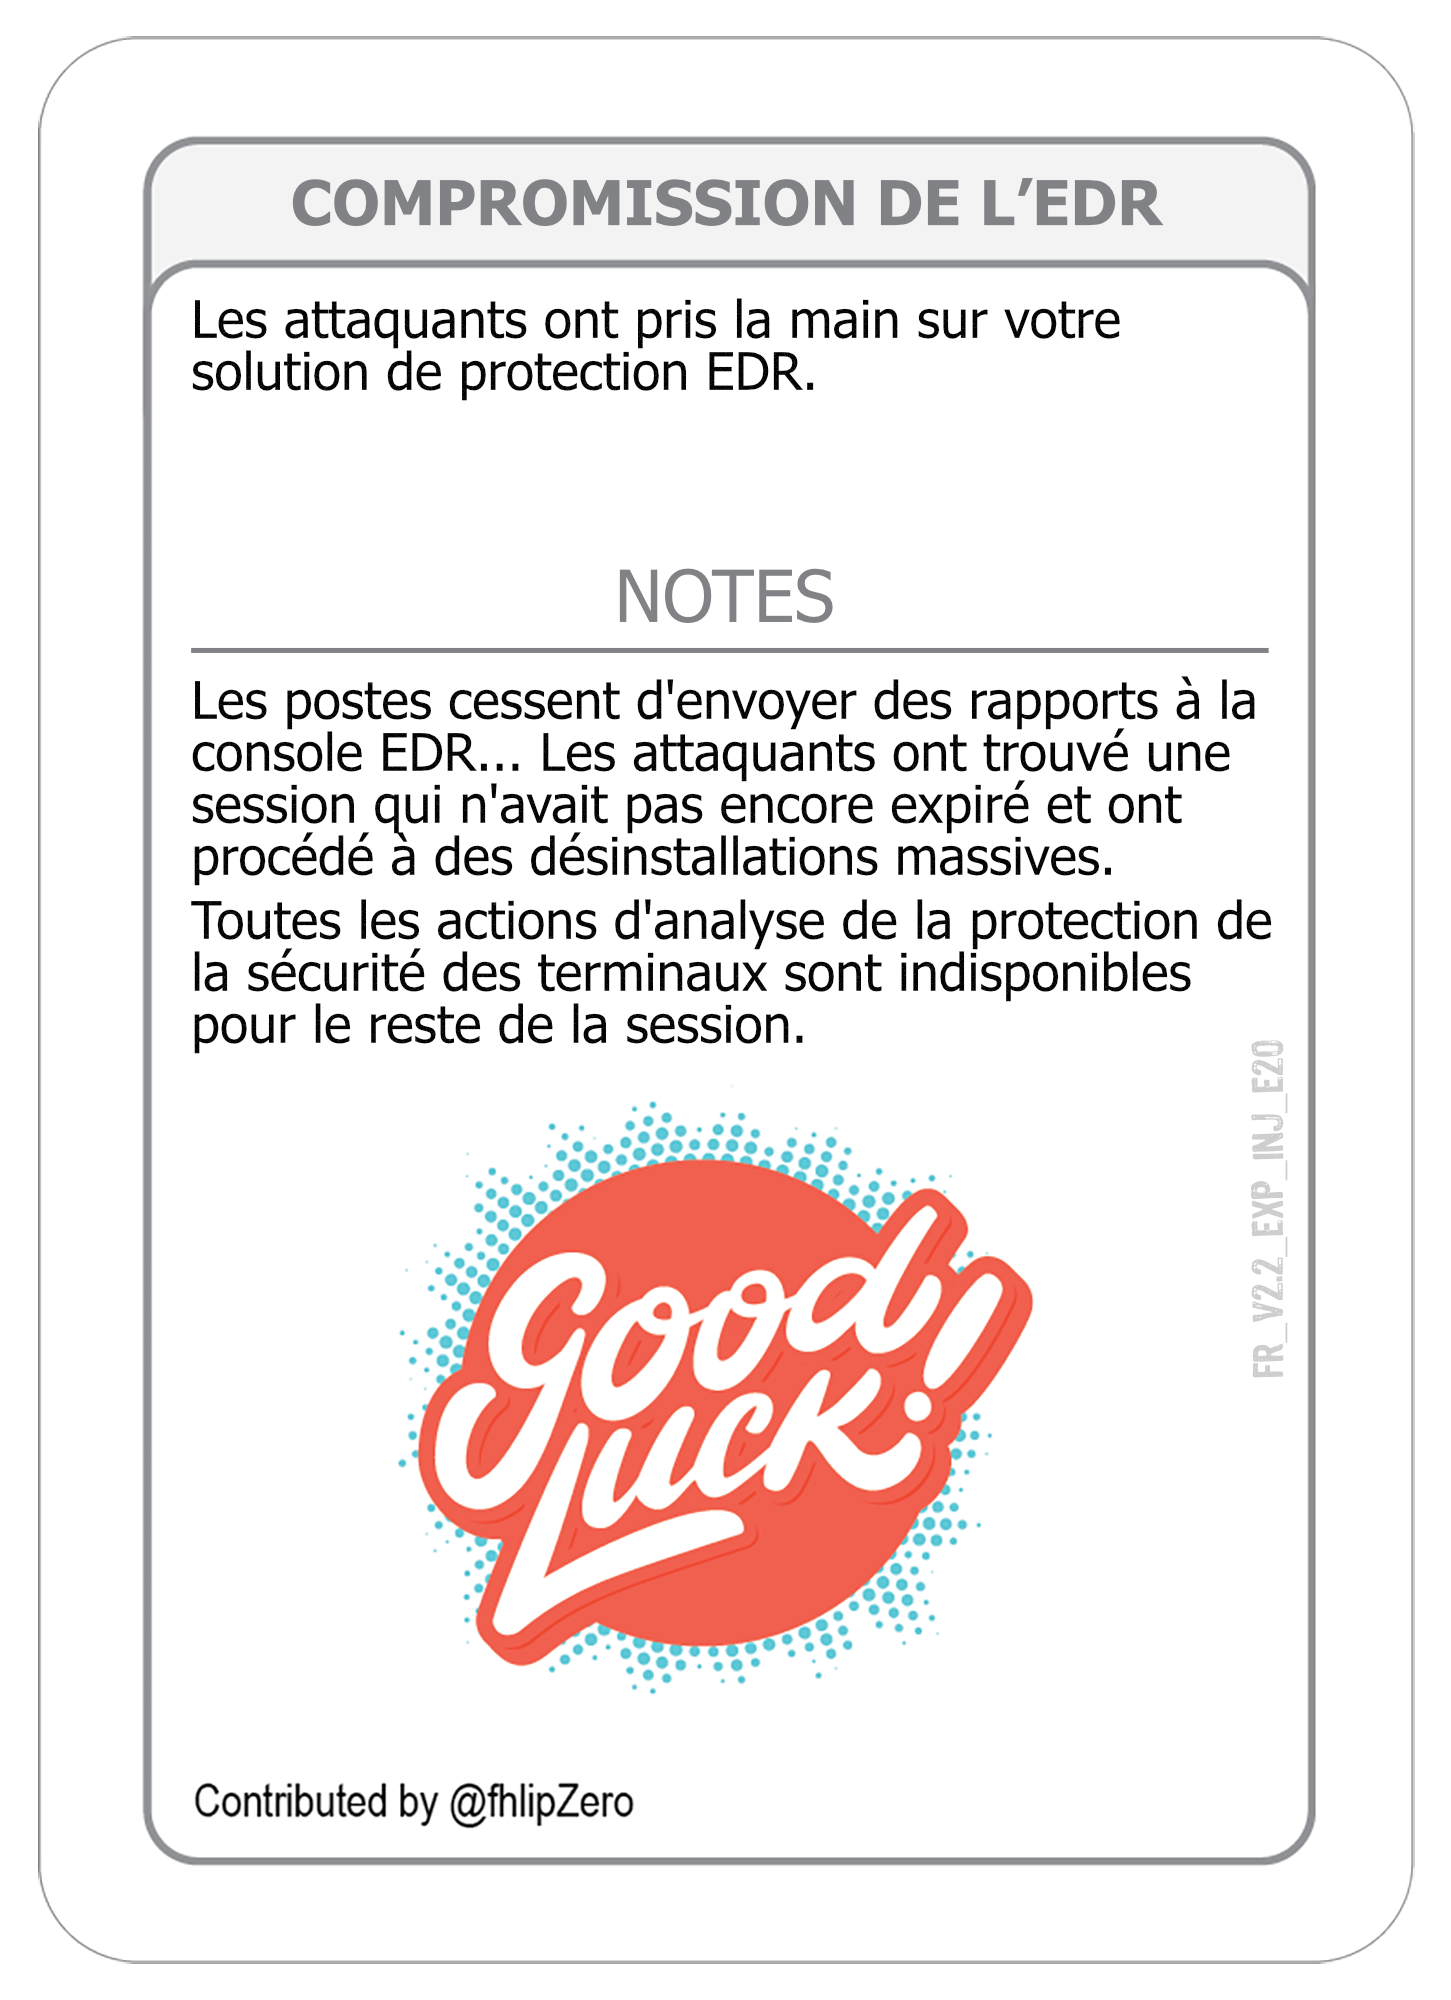 COMPROMISSION DE L’EDR
Les attaquants ont pris la main sur votre
solution de protection EDR.
NOTES
Les postes cessent d'envoyer des rapports à la
console EDR... Les attaquants ont trouvé une
session qui n'avait pas encore expiré et ont
procédé à des désinstallations massives.
Toutes les actions d'analyse de la protection de
la sécurité des terminaux sont indisponibles
pour le reste de la session.
FR_V2.2_EXP_INJ_E20
Good
Luck!
Contributed by @fhlipZero